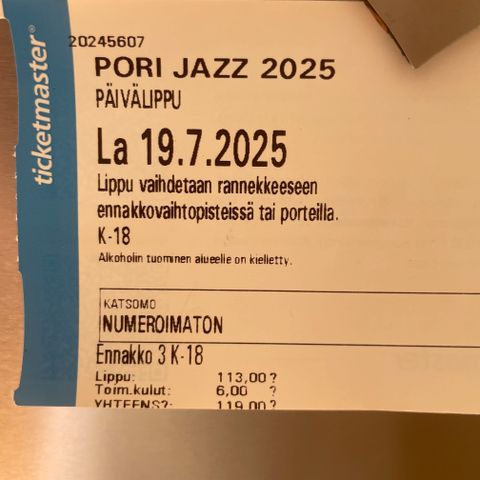 ticketmaster®
20245607
PORI JAZZ 2025
PÄIVÄLIPPU
La 19.7.2025
Lippu vaihdetaan rannekkeeseen
ennakkovaihtopisteissä tai porteilla.
K-18
Alkoholin tuominen alueelle on kielletty.
KATSOMO
NUMEROIMATON
Ennakko 3 K-18
Lippu: 113,00?
Toim.kulut: 6,00 ?
YHTEENS?: 119,00?